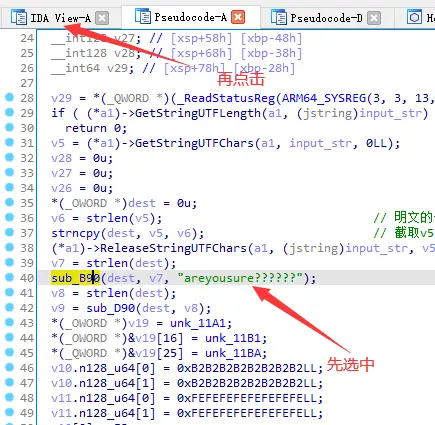 IDA View-A Pseudocode-A Pseudocode-D
24 __int128 v27; // [xsp+58h] [xbp-48h]
25 __int128 v28; // [xsp+68h] [xbp-38h]
26 __int64 v29; // [xsp+78h] [xbp-28h]
27
再点击
28 v29 = *(_QWORD *)(_ReadStatusReg(ARM64_SYSREG(3, 3, 13,
29 if ( (*a1)->GetStringUTFLength(a1, (jstring)input_str)
30 return 0;
31 v5 = (*a1)->GetStringUTFChars(a1, input_str, 0LL);
32 v28 = 0u;
33 v27 = 0u;
34 v26 = 0u;
35 *(_OWORD *)dest = 0u;
36 v6 = strlen(v5); // 明文的
37 strncpy(dest, v5, v6); // 截取v5
38 (*a1)->ReleaseStringUTFChars(a1, (jstring)input_str, v5
39 v7 = strlen(dest);
40 sub_B90(dest, v7, "areyousure??????");
41 v8 = strlen(dest);
42 v9 = sub_D90(dest, v8);
43 *(_OWORD *)v19 = unk_11A1;
44 *(_OWORD *)&v19[16] = unk_11B1;
45 *(_OWORD *)&v19[25] = unk_11BA;
先选中
46 v10.n128_u64[0] = 0xB2B2B2B2B2B2B2B2LL;
47 v10.n128_u64[1] = 0xB2B2B2B2B2B2B2B2LL;
48 v11.n128_u64[0] = 0xFEFEFEFEFEFEFEFELL;
49 v11.n128_u64[1] = 0xFEFEFEFEFEFEFEFELL;